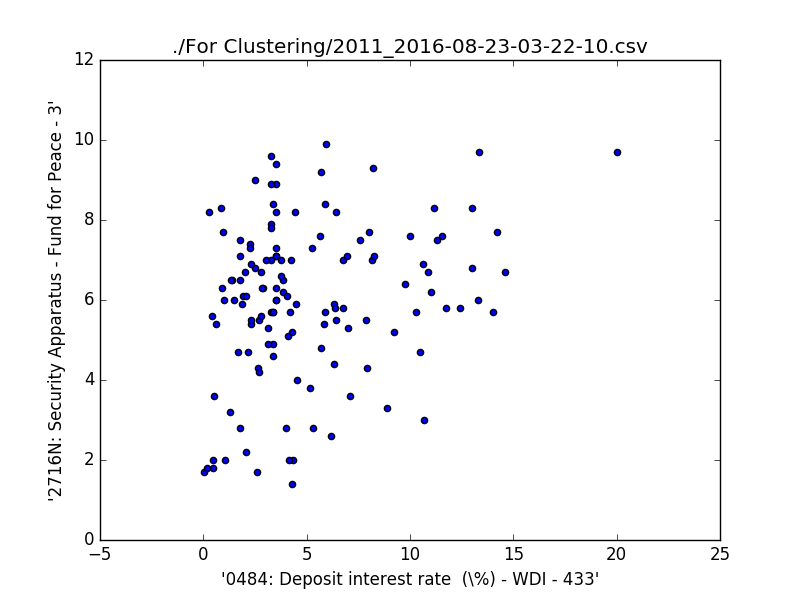 ./For Clustering/2011_2016-08-23-03-22-10.csv
'2716N: Security Apparatus - Fund for Peace - 3'
12
10
8
6
4
2
0
−5 0 5 10 15 20 25
'0484: Deposit interest rate  (\%) - WDI - 433'